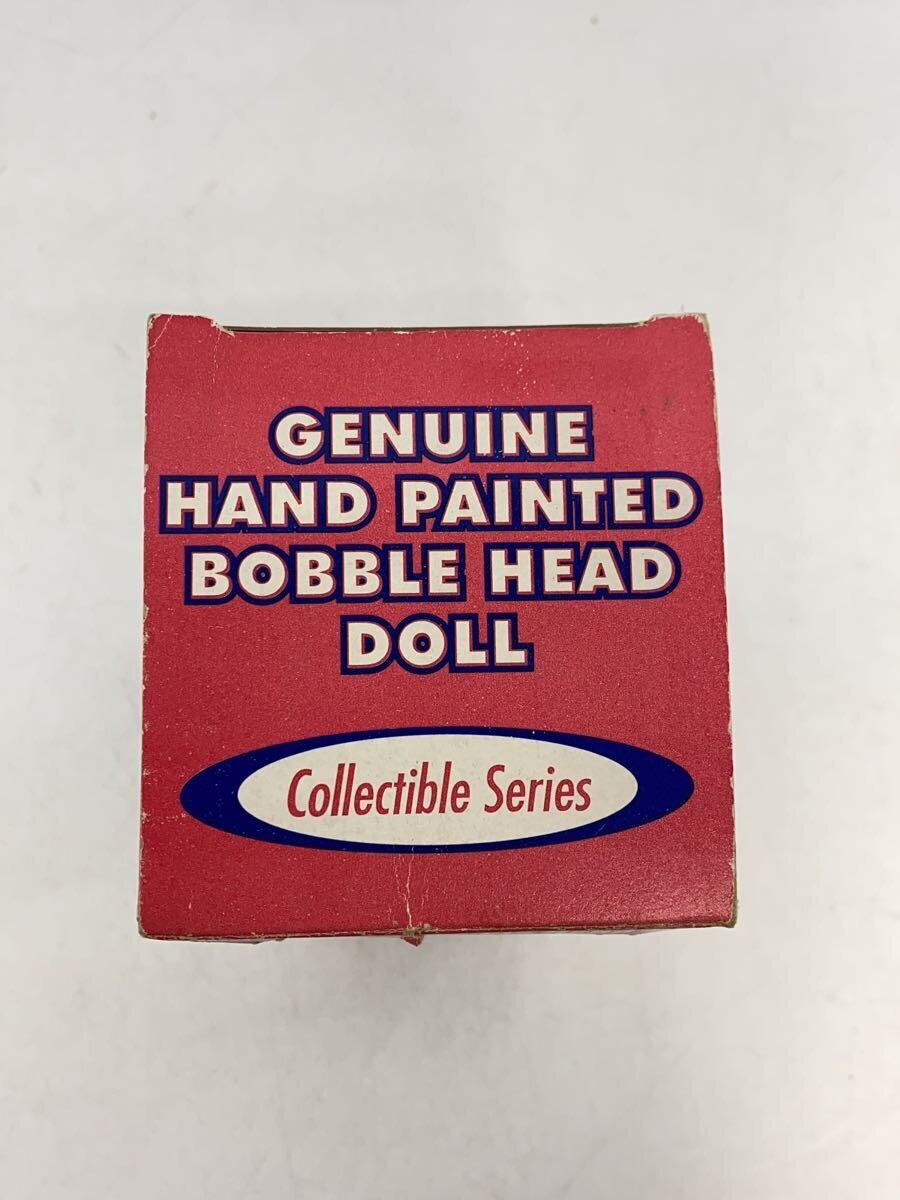 GENUINE
HAND PAINTED
BOBBLE HEAD
DOLL
Collectible Series